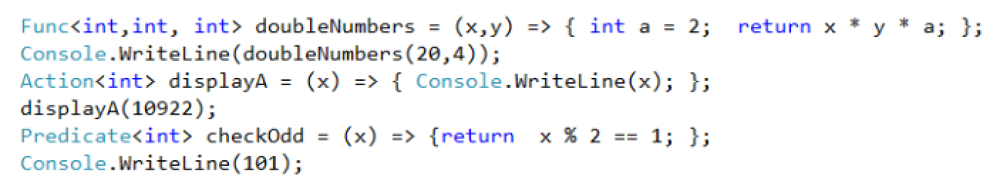 Func<int,int, int> doubleNumbers = (x,y) => { int a = 2;  return x * y * a; };
Console.WriteLine(doubleNumbers(20,4));
Action<int> displayA = (x) => { Console.WriteLine(x); };
displayA(10922);
Predicate<int> checkOdd = (x) => {return  x % 2 == 1; };
Console.WriteLine(101);